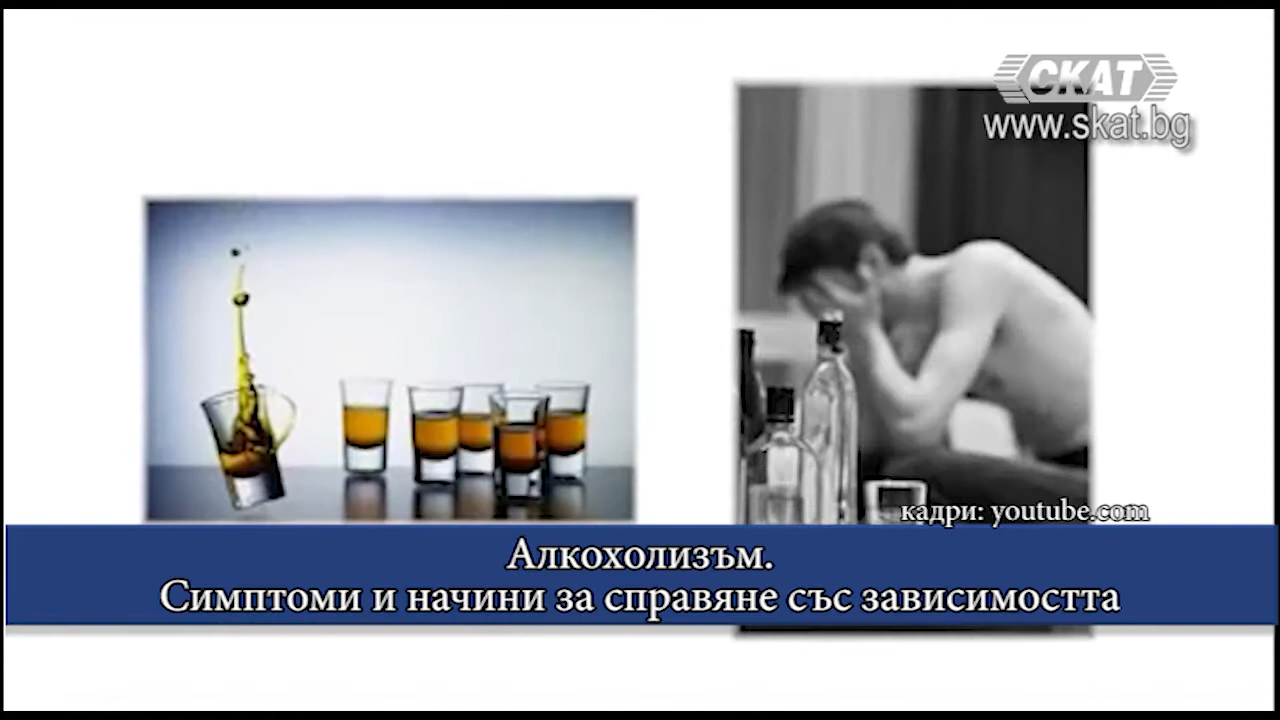 СКАТ
www.skat.bg
кадри: youtube.com
Алкохолизъм.
Симптоми и начини за справяне със зависимостта